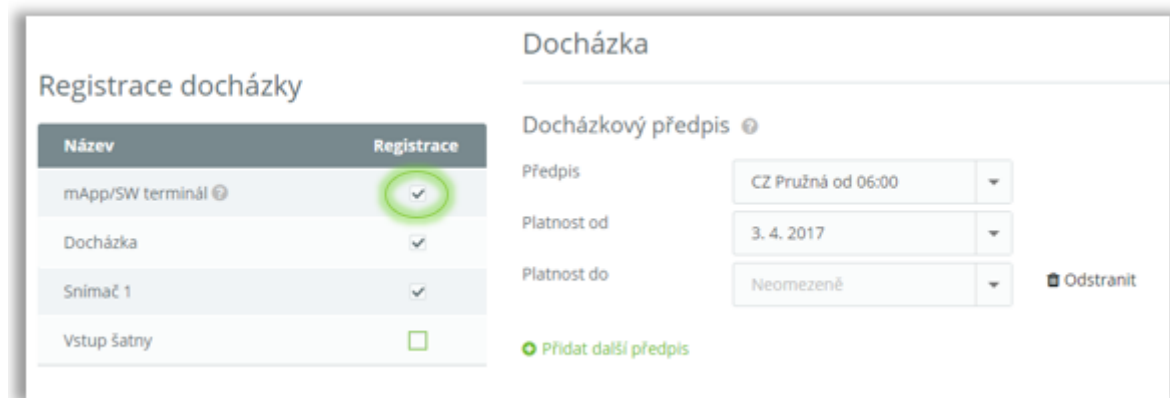 Registrace docházky
Název Registrace
mApp/SW terminál
Docházka
Snímač 1
Vstup šatny
Docházka
Docházkový předpis
Předpis CZ Pružná od 06:00
Platnost od 3. 4. 2017
Platnost do Neomezeně Odstranit
Přidat další předpis